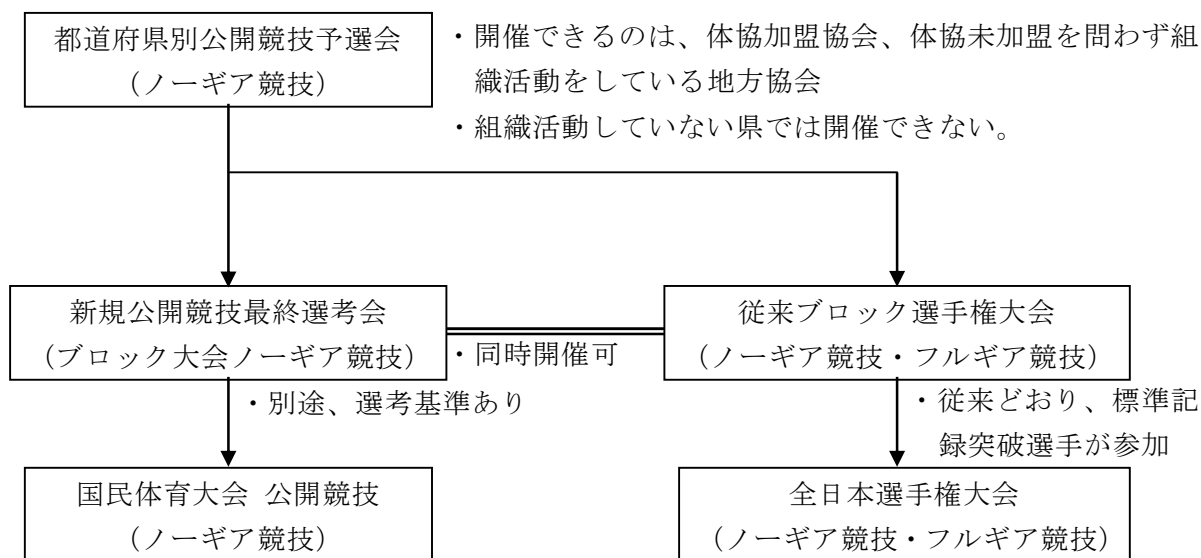 都道府県別公開競技予選会
（ノーギア競技）
・開催できるのは、体協加盟協会、体協未加盟を問わず組
織活動をしている地方協会
・組織活動していない県では開催できない。
新規公開競技最終選考会
（ブロック大会ノーギア競技）
・同時開催可
従来ブロック選手権大会
（ノーギア競技・フルギア競技）
・別途、選考基準あり
・従来どおり、標準記
録突破選手が参加
国民体育大会 公開競技
（ノーギア競技）
全日本選手権大会
（ノーギア競技・フルギア競技）